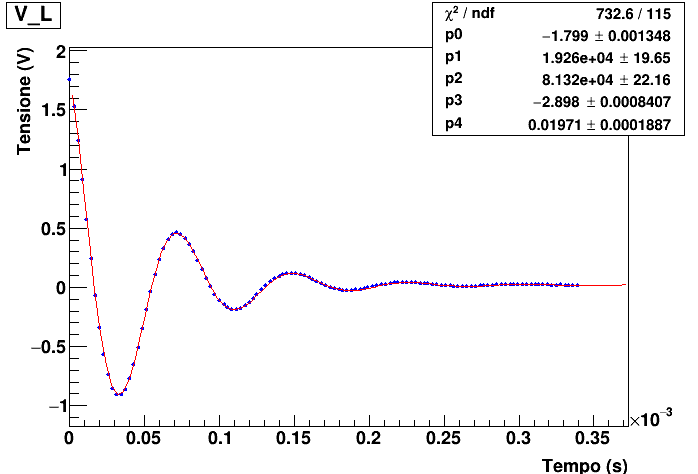 V_L
χ² / ndf 732.6 / 115
p0 −1.799 ± 0.001348
p1 1.926e+04 ± 19.65
p2 8.132e+04 ± 22.16
p3 −2.898 ± 0.0008407
p4 0.01971 ± 0.0001887
Tensione (V)
2
1.5
1
0.5
0
−0.5
−1
0 0.05 0.1 0.15 0.2 0.25 0.3 0.35
×10⁻³
Tempo (s)